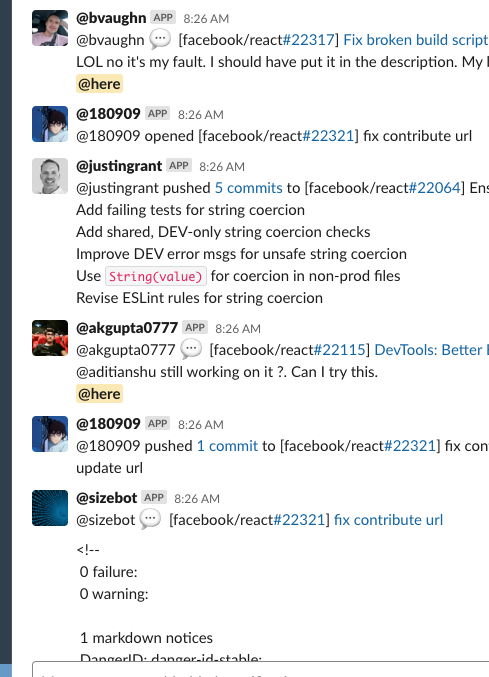 @bvaughn APP 8:26 AM
@bvaughn 💬 [facebook/react#22317] Fix broken build script
LOL no it's my fault. I should have put it in the description. My
@here
@180909 APP 8:26 AM
@180909 opened [facebook/react#22321] fix contribute url
@justingrant APP 8:26 AM
@justingrant pushed 5 commits to [facebook/react#22064] Ens
Add failing tests for string coercion
Add shared, DEV-only string coercion checks
Improve DEV error msgs for unsafe string coercion
Use String(value) for coercion in non-prod files
Revise ESLint rules for string coercion
@akgupta0777 APP 8:26 AM
@akgupta0777 💬 [facebook/react#22115] DevTools: Better
@aditianshu still working on it ?. Can I try this.
@here
@180909 APP 8:26 AM
@180909 pushed 1 commit to [facebook/react#22321] fix con
update url
@sizebot APP 8:26 AM
@sizebot 💬 [facebook/react#22321] fix contribute url
<!--
0 failure:
0 warning:
1 markdown notices
DangerID: danger-id-stable: